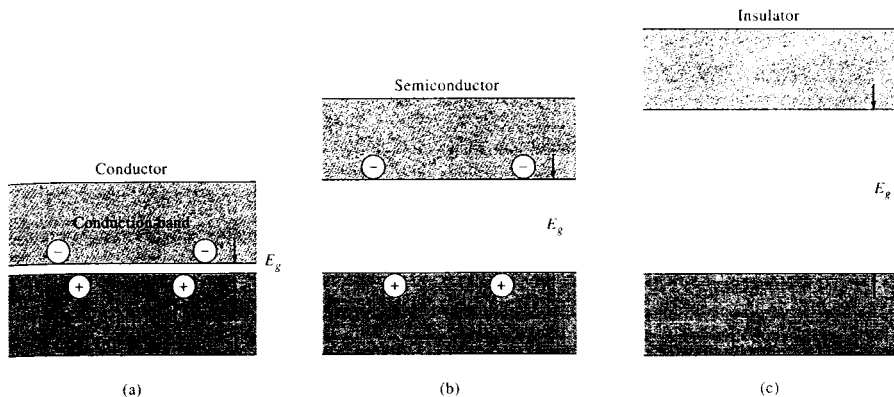 Insulator
Semiconductor
Conductor
Conduction band
− −
− −
E_g
E_g
E_g
+ +
+ +
(a)
(b)
(c)